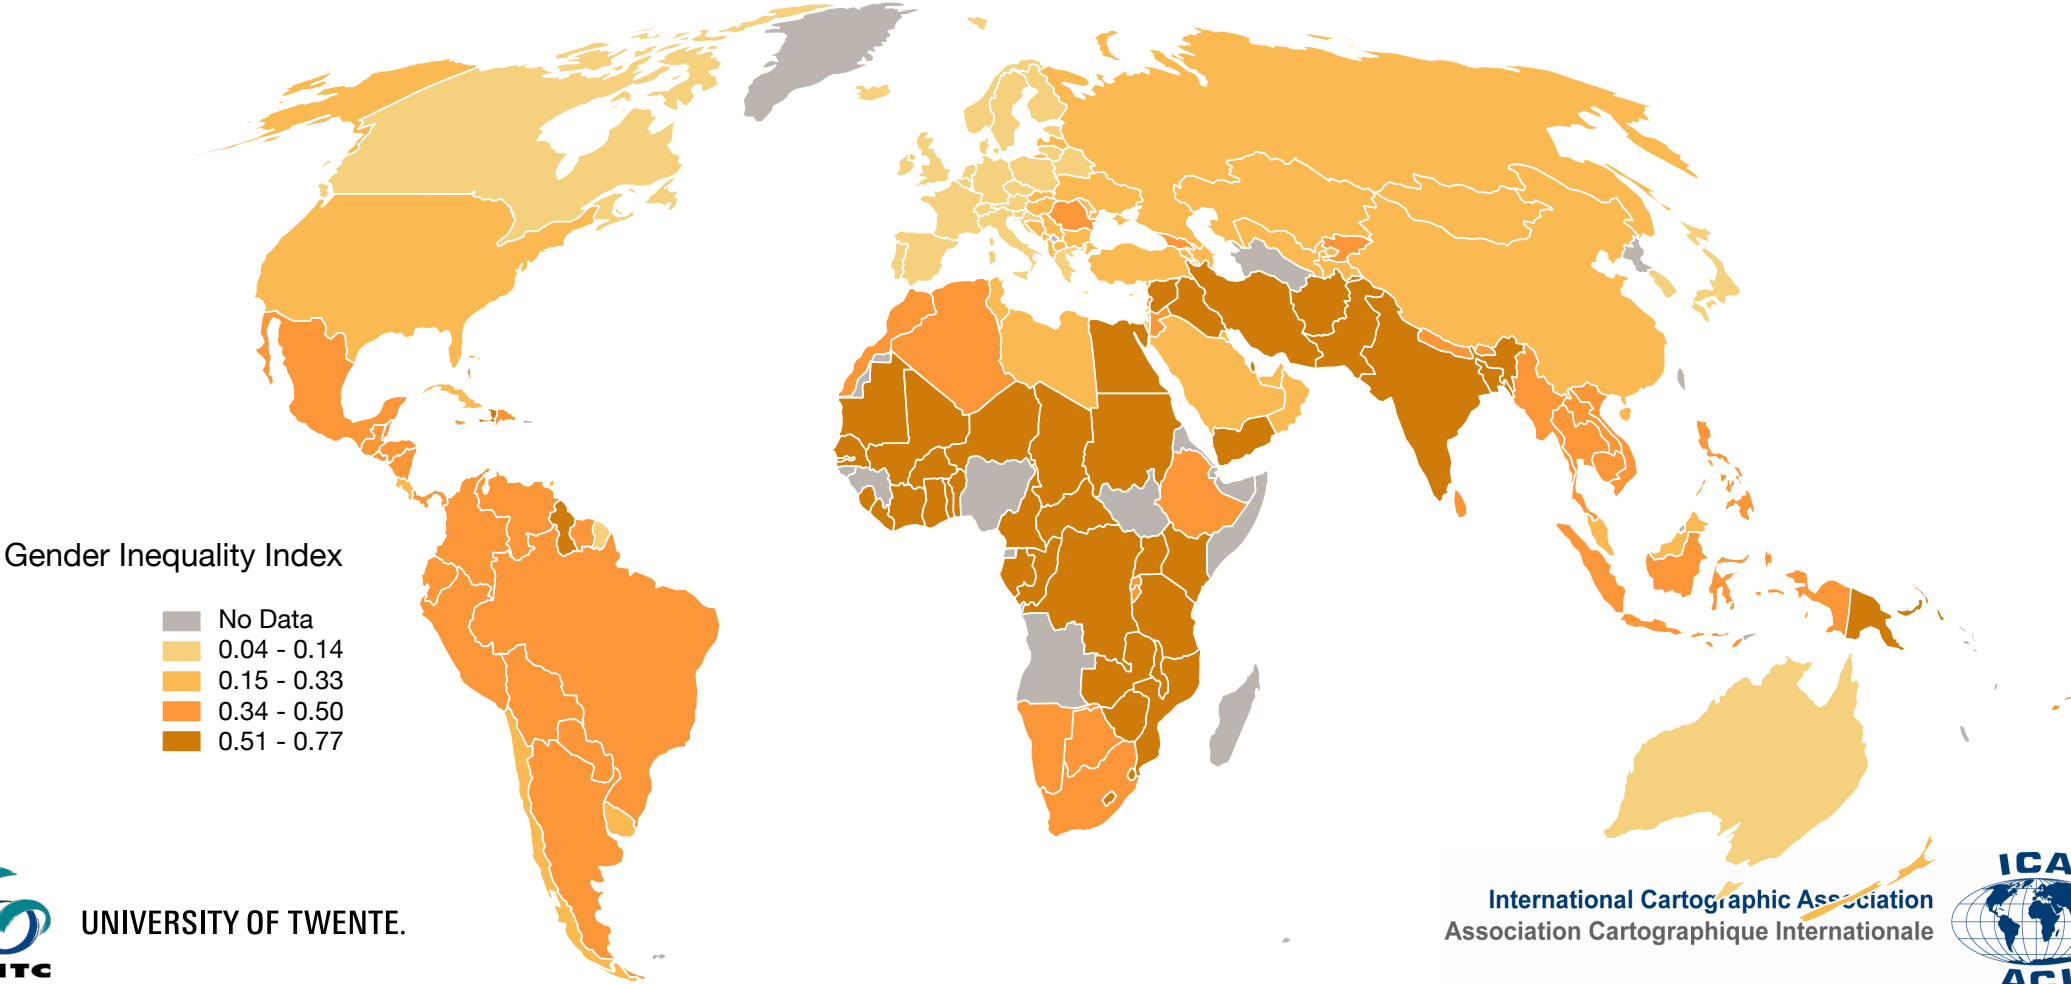 Gender Inequality Index
No Data
0.04 - 0.14
0.15 - 0.33
0.34 - 0.50
0.51 - 0.77
UNIVERSITY OF TWENTE.
International Cartographic Association
Association Cartographique Internationale
ICA